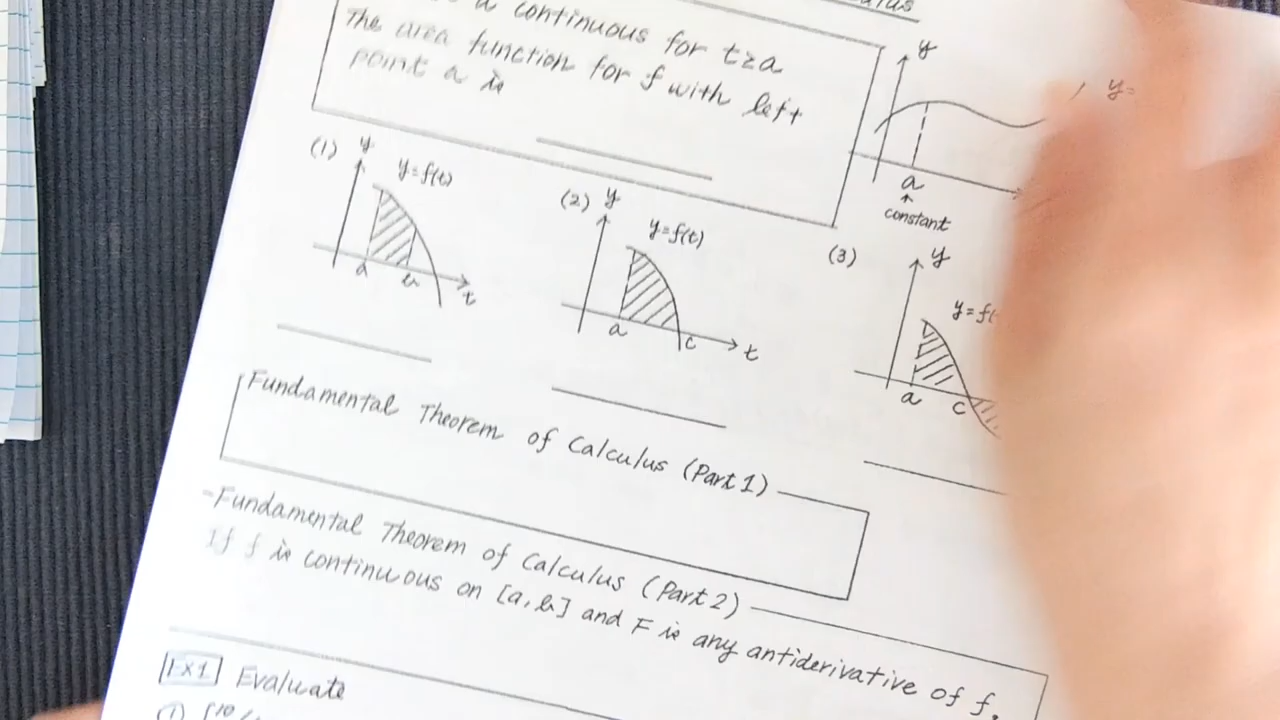 a continuous for t≥a
The area function for f with left
point a is
y
a
↑
constant
y=
(1)
y
y=f(t)
a
b
t
(2)
y
y=f(t)
a
c
t
(3)
y
y=f(
a
c
Fundamental Theorem of Calculus (Part 1)
Fundamental Theorem of Calculus (Part 2)
If f is continuous on [a, b] and F is any antiderivative of f.
Ex1 Evaluate
(1)